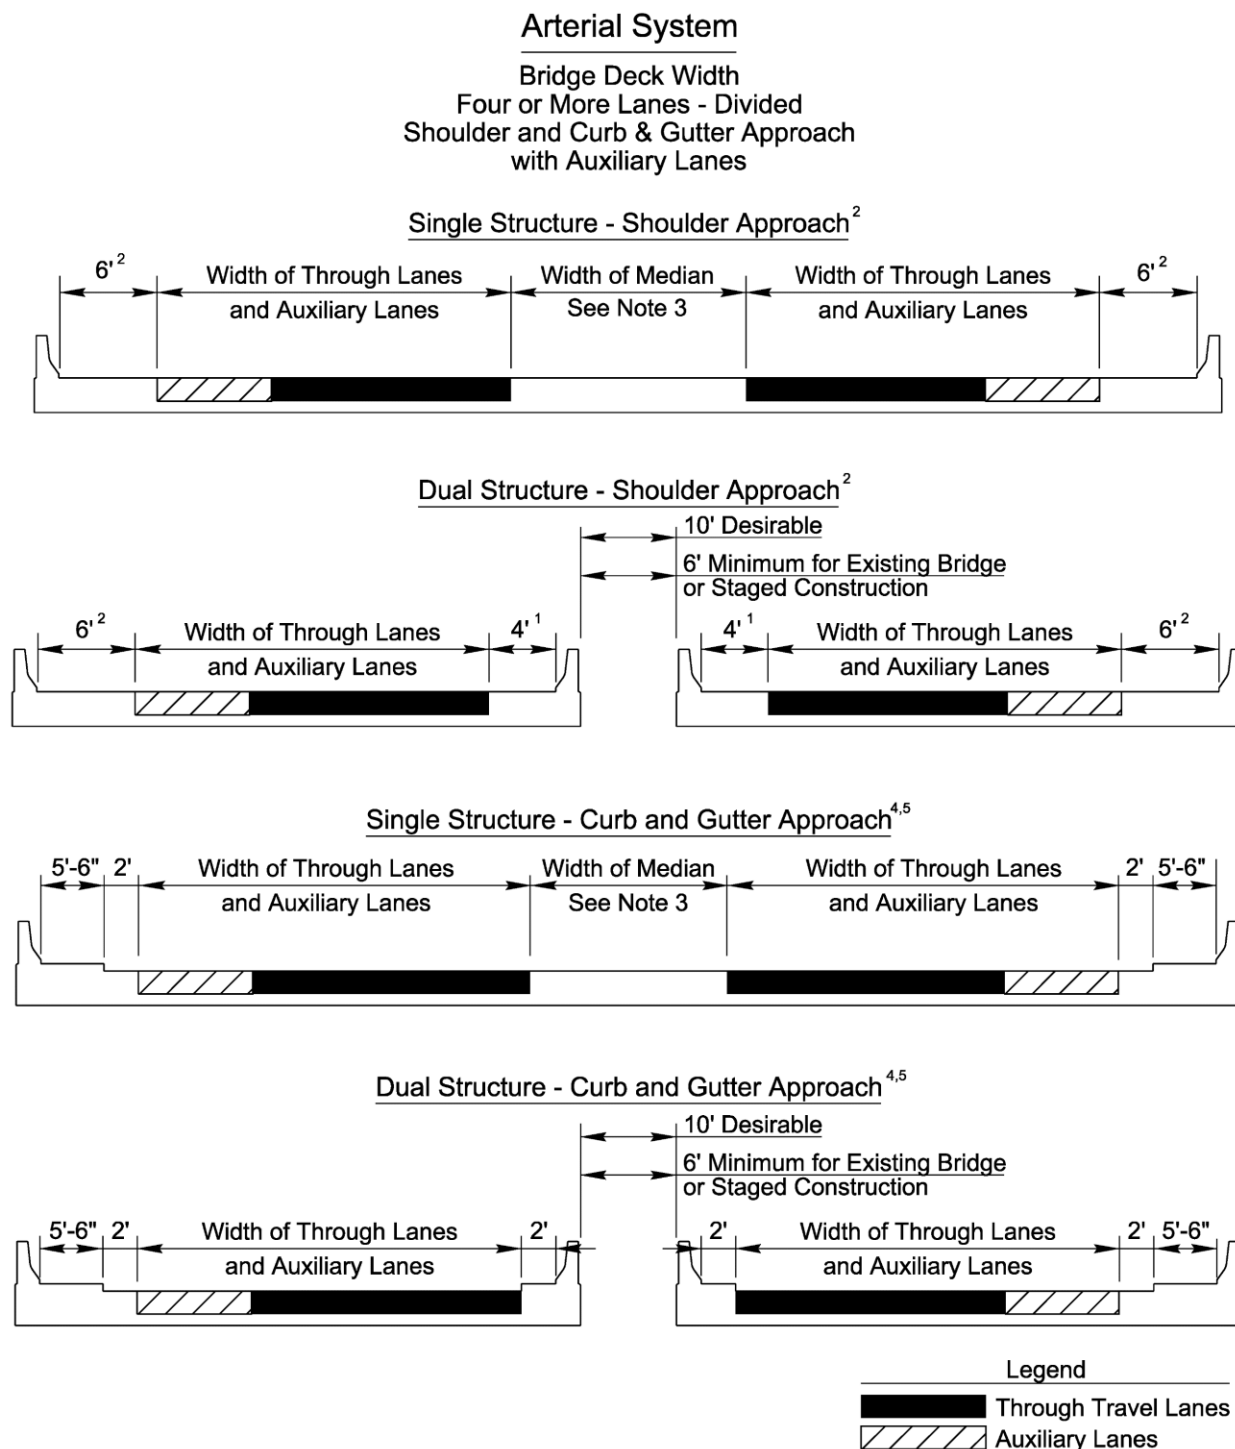 Arterial System
Bridge Deck Width
Four or More Lanes - Divided
Shoulder and Curb & Gutter Approach
with Auxiliary Lanes
Single Structure - Shoulder Approach2
6'2 Width of Through Lanes Width of Median Width of Through Lanes 6'2
and Auxiliary Lanes See Note 3 and Auxiliary Lanes
Dual Structure - Shoulder Approach2
10' Desirable
6' Minimum for Existing Bridge
or Staged Construction
6'2 Width of Through Lanes 4'1 4'1 Width of Through Lanes 6'2
and Auxiliary Lanes and Auxiliary Lanes
Single Structure - Curb and Gutter Approach4,5
5'-6" 2' Width of Through Lanes Width of Median Width of Through Lanes 2' 5'-6"
and Auxiliary Lanes See Note 3 and Auxiliary Lanes
Dual Structure - Curb and Gutter Approach4,5
10' Desirable
6' Minimum for Existing Bridge
or Staged Construction
5'-6" 2' Width of Through Lanes 2' 2' Width of Through Lanes 2' 5'-6"
and Auxiliary Lanes and Auxiliary Lanes
Legend
Through Travel Lanes
Auxiliary Lanes